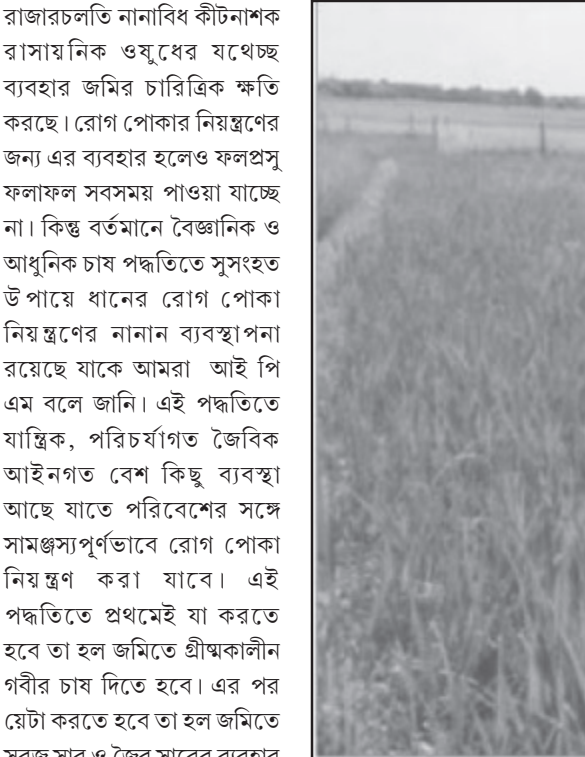 রাজারচলতি নানাবিধ কীটনাশক
রাসায়নিক ওষুধের যথেচ্ছ
ব্যবহার জমির চারিত্রিক ক্ষতি
করছে। রোগ পোকার নিয়ন্ত্রণের
জন্য এর ব্যবহার হলেও ফলপ্রসু
ফলাফল সবসময় পাওয়া যাচ্ছে
না। কিন্তু বর্তমানে বৈজ্ঞানিক ও
আধুনিক চাষ পদ্ধতিতে সুসংহত
উপায়ে ধানের রোগ পোকা
নিয়ন্ত্রণের নানান ব্যবস্থাপনা
রয়েছে যাকে আমরা আই পি
এম বলে জানি। এই পদ্ধতিতে
যান্ত্রিক, পরিচর্যাগত জৈবিক
আইনগত বেশ কিছু ব্যবস্থা
আছে যাতে পরিবেশের সঙ্গে
সামঞ্জস্যপূর্ণভাবে রোগ পোকা
নিয়ন্ত্রণ করা যাবে। এই
পদ্ধতিতে প্রথমেই যা করতে
হবে তা হল জমিতে গ্রীষ্মকালীন
গবীর চাষ দিতে হবে। এর পর
য়েটা করতে হবে তা হল জমিতে
সবুজ সার ও জৈব সারের ব্যবহার